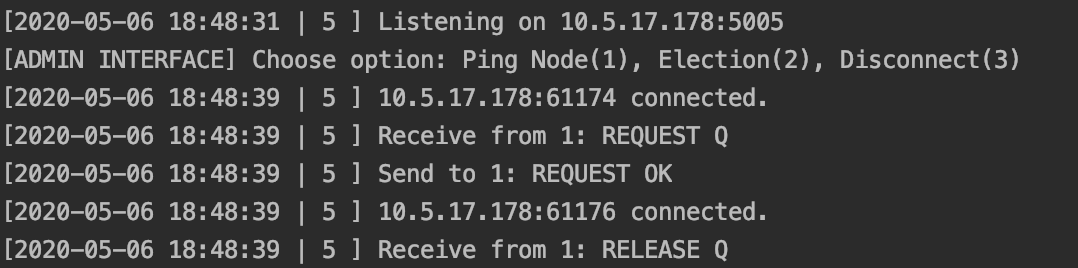 [2020-05-06 18:48:31 | 5 ] Listening on 10.5.17.178:5005
[ADMIN INTERFACE] Choose option: Ping Node(1), Election(2), Disconnect(3)
[2020-05-06 18:48:39 | 5 ] 10.5.17.178:61174 connected.
[2020-05-06 18:48:39 | 5 ] Receive from 1: REQUEST Q
[2020-05-06 18:48:39 | 5 ] Send to 1: REQUEST OK
[2020-05-06 18:48:39 | 5 ] 10.5.17.178:61176 connected.
[2020-05-06 18:48:39 | 5 ] Receive from 1: RELEASE Q